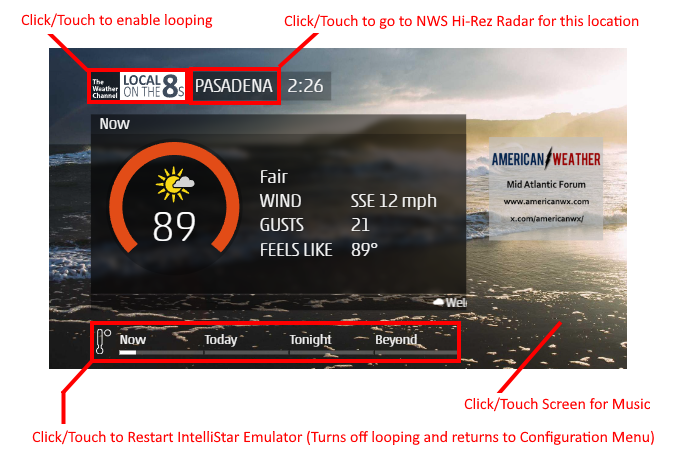 Click/Touch to enable looping
Click/Touch to go to NWS Hi-Rez Radar for this location
The Weather Channel
LOCAL ON THE 8s
PASADENA 2:26
Now
89
Fair
WIND SSE 12 mph
GUSTS 21
FEELS LIKE 89°
AMERICAN WEATHER
Mid Atlantic Forum
www.americanwx.com
x.com/americanwx/
Wel
Now Today Tonight Beyond
Click/Touch Screen for Music
Click/Touch to Restart IntelliStar Emulator (Turns off looping and returns to Configuration Menu)